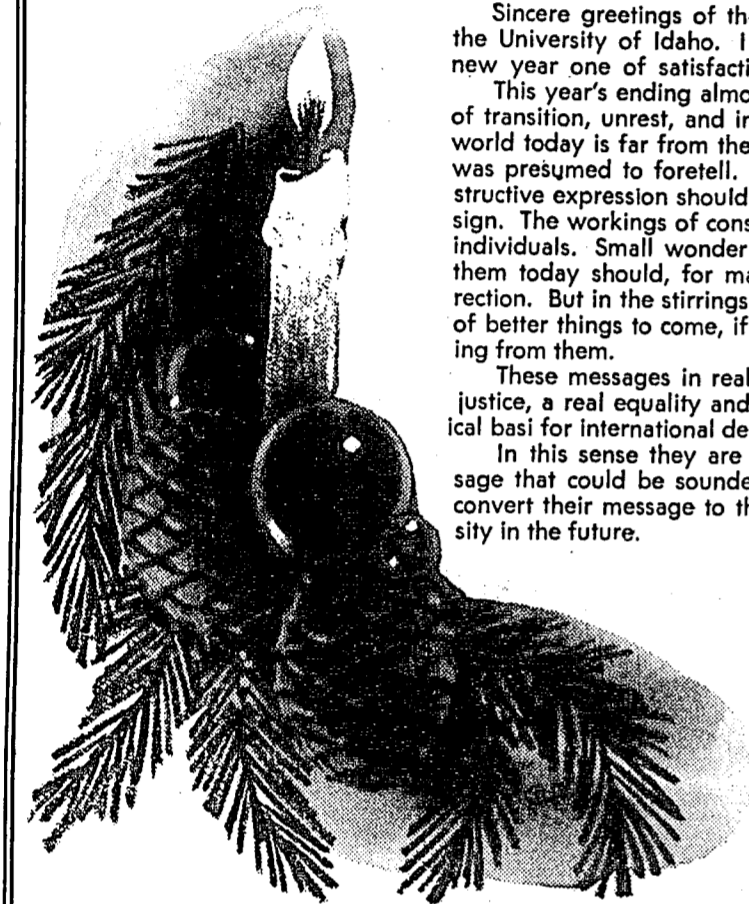 Sincere greetings of th
the University of Idaho. I
new year one of satisfacti
This year's ending almo
of transition, unrest, and ir
world today is far from the
was presumed to foretell.
structive expression should
sign. The workings of cons
individuals. Small wonder
them today should, for ma
rection. But in the stirrings
of better things to come, if
ing from them.
These messages in real
justice, a real equality and
ical basi for international de
In this sense they are
sage that could be sounde
convert their message to th
sity in the future.